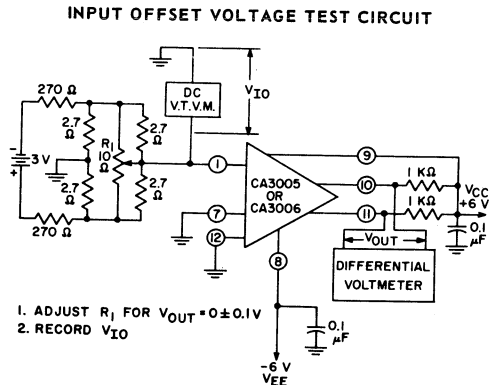 INPUT OFFSET VOLTAGE TEST CIRCUIT
DC
V.T.V.M.
VIO
270 Ω
2.7
Ω
R1
10
Ω
2.7
Ω
-
3 V
+
2.7
Ω
2.7
Ω
270 Ω
1
7
12
CA3005
OR
CA3006
8
9
10
11
1 KΩ
1 KΩ
VCC
+6 V
0.1
µF
VOUT
DIFFERENTIAL
VOLTMETER
1. ADJUST R1 FOR VOUT = 0 ± 0.1 V
2. RECORD VIO
0.1
µF
-6 V
VEE